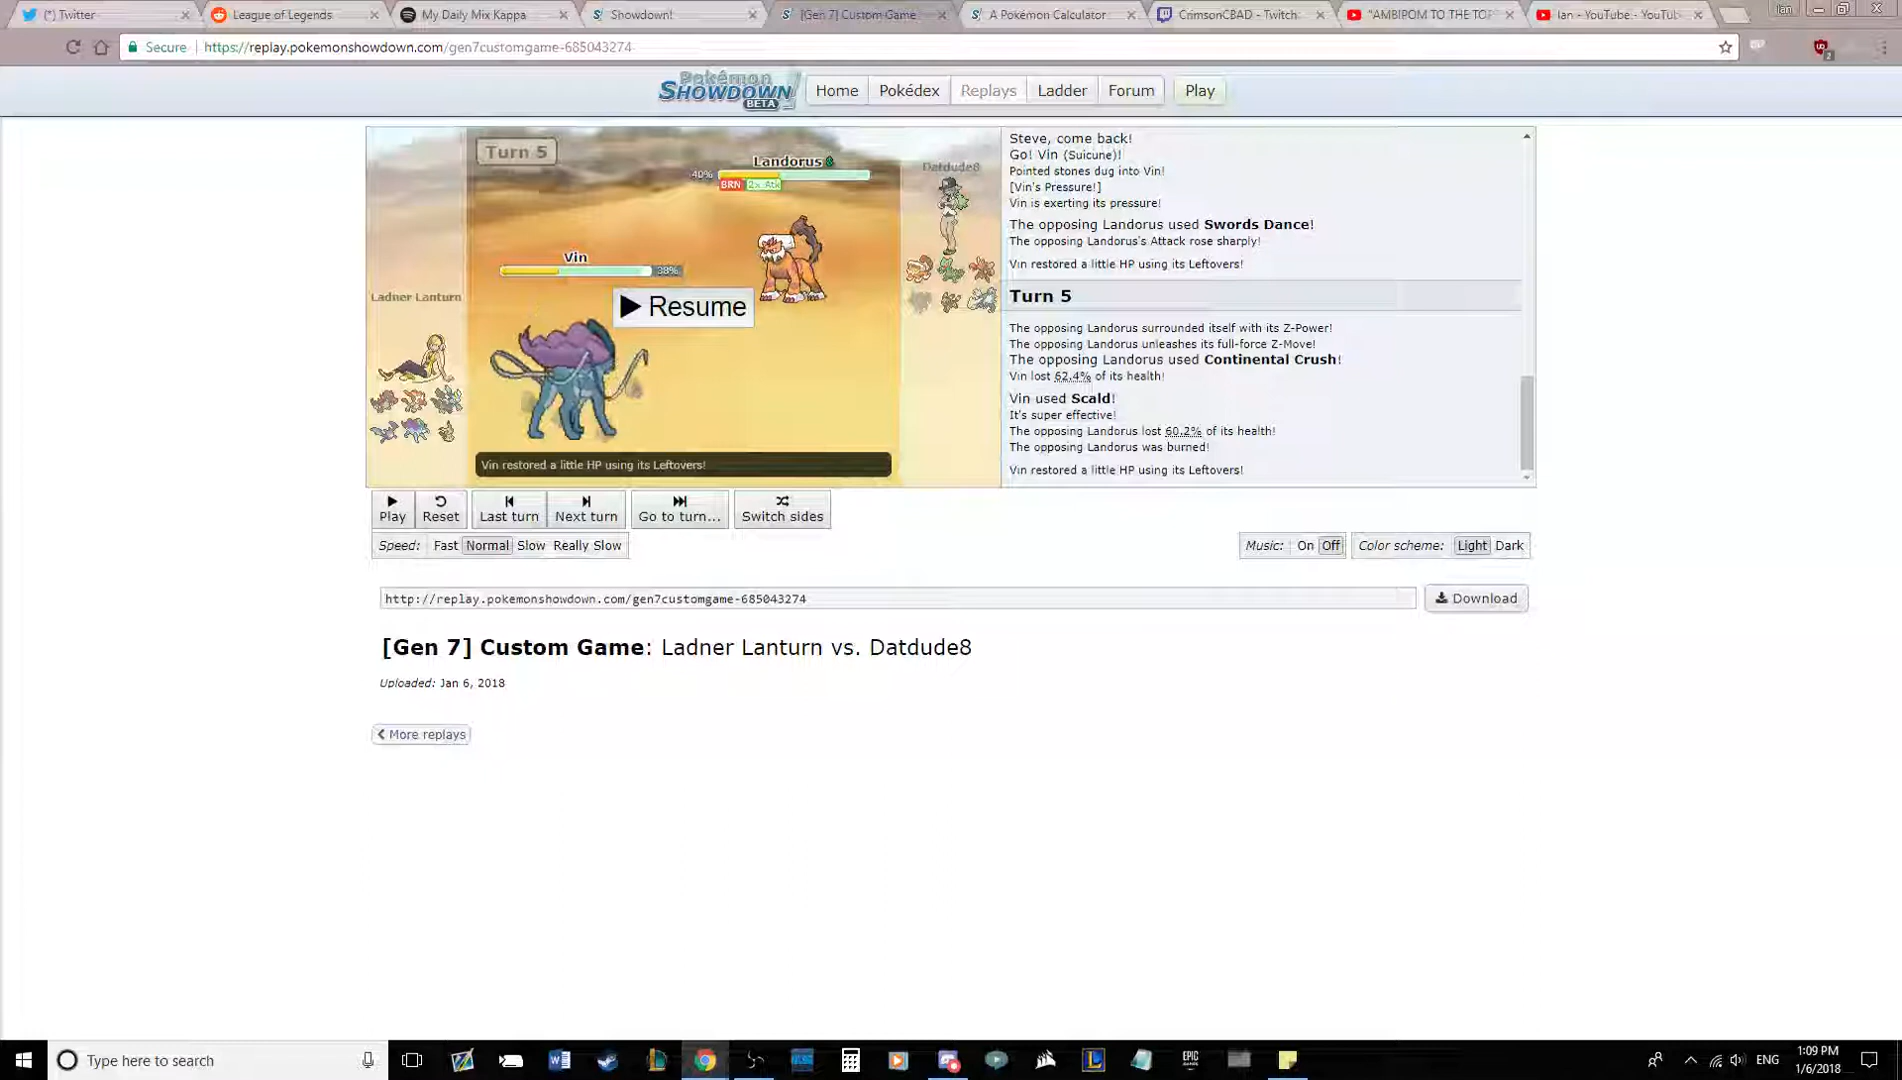 (*) Twitter
League of Legends
My Daily Mix Kappa
Showdown!
[Gen 7] Custom Game
A Pokémon Calculator
CrimsonCBAD - Twitch
"AMBIPOM TO THE TOP
Ian - YouTube - YouTub
Ian
Secure
https://replay.pokemonshowdown.com/gen7customgame-685043274
2
Pokémon
SHOWDOWN!
BETA
Home
Pokédex
Replays
Ladder
Forum
Play
Turn 5
Landorus
40%
BRN
2x Atk
Datdude8
Vin
38%
Ladner Lanturn
Resume
Vin restored a little HP using its Leftovers!
Steve, come back!
Go! Vin (Suicune)!
Pointed stones dug into Vin!
[Vin's Pressure!]
Vin is exerting its pressure!
The opposing Landorus used Swords Dance!
The opposing Landorus's Attack rose sharply!
Vin restored a little HP using its Leftovers!
Turn 5
The opposing Landorus surrounded itself with its Z-Power!
The opposing Landorus unleashes its full-force Z-Move!
The opposing Landorus used Continental Crush!
Vin lost 62.4% of its health!
Vin used Scald!
It's super effective!
The opposing Landorus lost 60.2% of its health!
The opposing Landorus was burned!
Vin restored a little HP using its Leftovers!
Play
Reset
Last turn
Next turn
Go to turn...
Switch sides
Speed: Fast Normal Slow Really Slow
Music: On Off
Color scheme: Light Dark
http://replay.pokemonshowdown.com/gen7customgame-685043274
Download
[Gen 7] Custom Game: Ladner Lanturn vs. Datdude8
Uploaded: Jan 6, 2018
More replays
Type here to search
EPIC
ENG
1:09 PM
1/6/2018